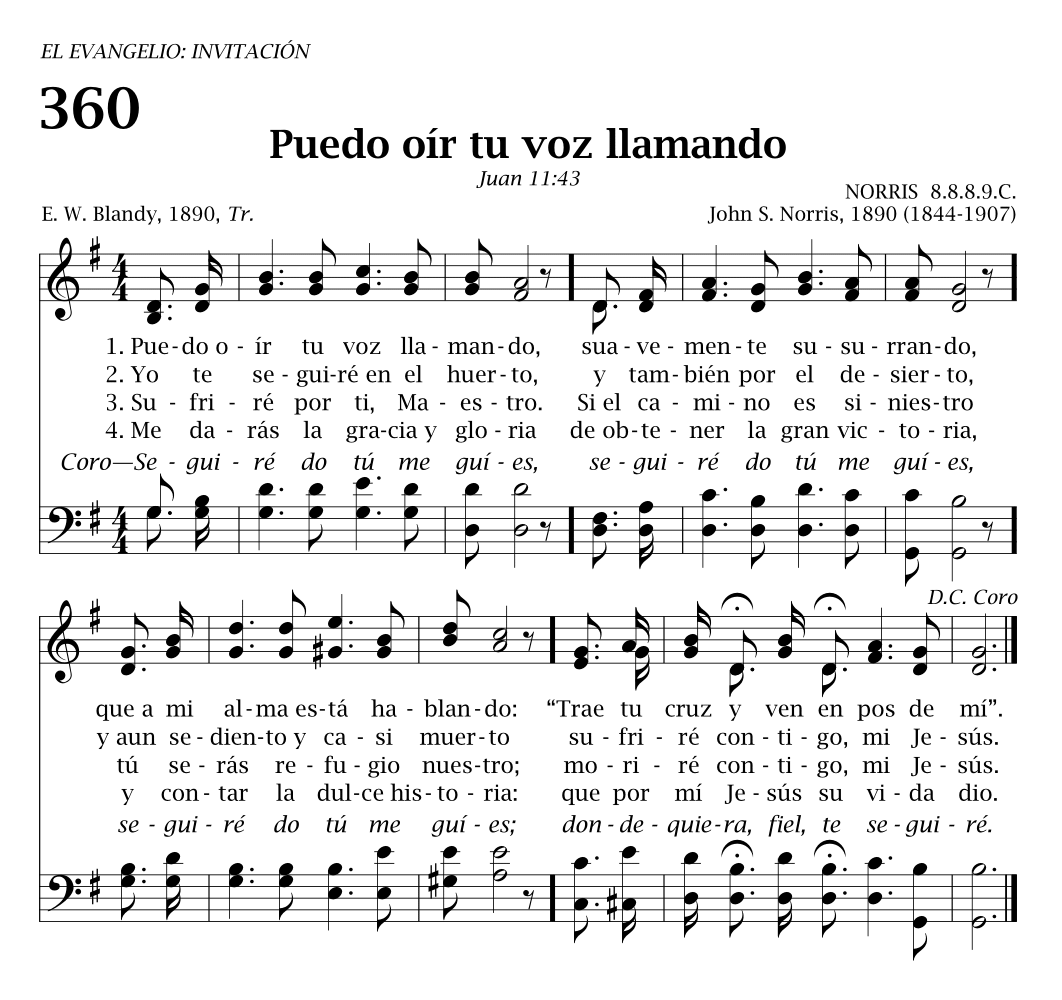 EL EVANGELIO: INVITACIÓN
360
Puedo oír tu voz llamando
Juan 11:43
NORRIS 8.8.8.9.C.
E. W. Blandy, 1890, Tr.
John S. Norris, 1890 (1844-1907)
1. Pue - do o - ír tu voz lla - man - do, sua - ve - men - te su - su - rran - do,
2. Yo te se - gui - ré en el huer - to, y tam - bién por el de - sier - to,
3. Su - fri - ré por ti, Ma - es - tro. Si el ca - mi - no es si - nies - tro
4. Me da - rás la gra - cia y glo - ria de ob - te - ner la gran vic - to - ria,
Coro—Se - gui - ré do tú me guí - es, se - gui - ré do tú me guí - es,
D.C. Coro
que a mi al - ma es - tá ha - blan - do: “Trae tu cruz y ven en pos de mí”.
y aun se - dien - to y ca - si muer - to su - fri - ré con - ti - go, mi Je - sús.
tú se - rás re - fu - gio nues - tro; mo - ri - ré con - ti - go, mi Je - sús.
y con - tar la dul - ce his - to - ria: que por mí Je - sús su vi - da dio.
se - gui - ré do tú me guí - es; don - de - quie - ra, fiel, te se - gui - ré.